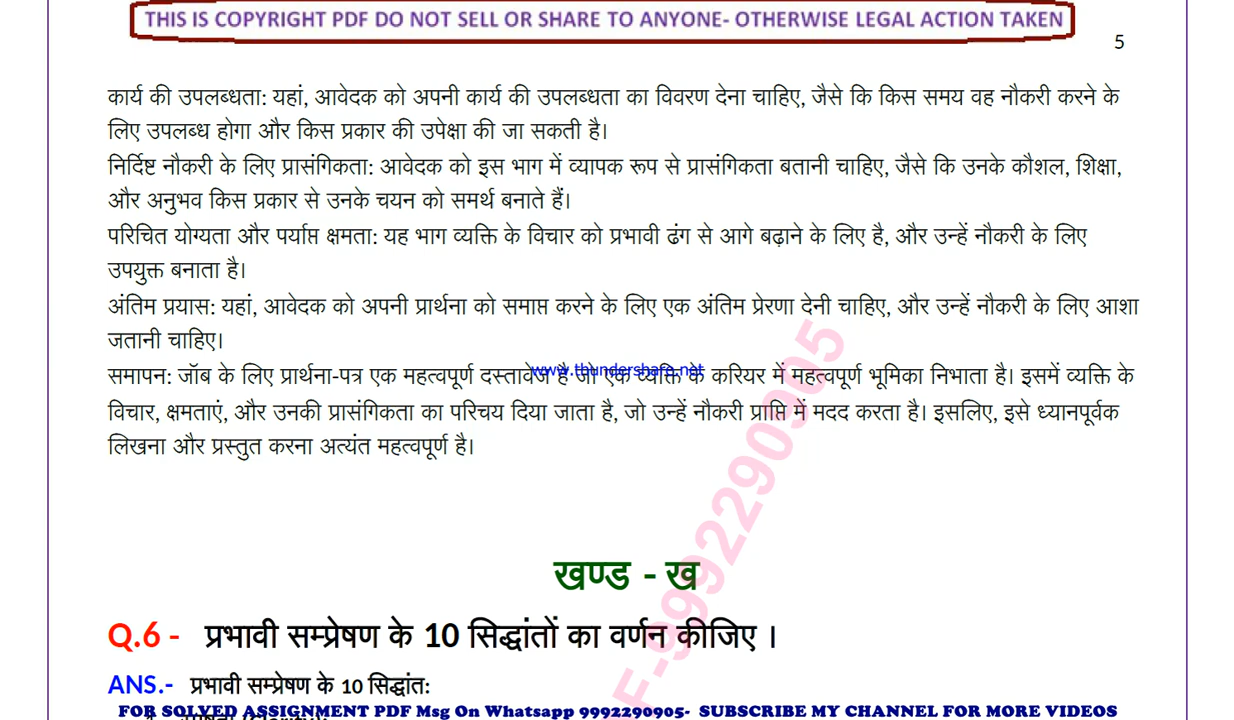 THIS IS COPYRIGHT PDF DO NOT SELL OR SHARE TO ANYONE- OTHERWISE LEGAL ACTION TAKEN
5
कार्य की उपलब्धता: यहां, आवेदक को अपनी कार्य की उपलब्धता का विवरण देना चाहिए, जैसे कि किस समय वह नौकरी करने के
लिए उपलब्ध होगा और किस प्रकार की उपेक्षा की जा सकती है।
निर्दिष्ट नौकरी के लिए प्रासंगिकता: आवेदक को इस भाग में व्यापक रूप से प्रासंगिकता बतानी चाहिए, जैसे कि उनके कौशल, शिक्षा,
और अनुभव किस प्रकार से उनके चयन को समर्थ बनाते हैं।
परिचित योग्यता और पर्याप्त क्षमता: यह भाग व्यक्ति के विचार को प्रभावी ढंग से आगे बढ़ाने के लिए है, और उन्हें नौकरी के लिए
उपयुक्त बनाता है।
अंतिम प्रयास: यहां, आवेदक को अपनी प्रार्थना को समाप्त करने के लिए एक अंतिम प्रेरणा देनी चाहिए, और उन्हें नौकरी के लिए आशा
जतानी चाहिए।
www.thundershare.net
समापन: जॉब के लिए प्रार्थना-पत्र एक महत्वपूर्ण दस्तावेज है जो एक व्यक्ति के करियर में महत्वपूर्ण भूमिका निभाता है। इसमें व्यक्ति के
विचार, क्षमताएं, और उनकी प्रासंगिकता का परिचय दिया जाता है, जो उन्हें नौकरी प्राप्ति में मदद करता है। इसलिए, इसे ध्यानपूर्वक
लिखना और प्रस्तुत करना अत्यंत महत्वपूर्ण है।
खण्ड - ख
Q.6 - प्रभावी सम्प्रेषण के 10 सिद्धांतों का वर्णन कीजिए ।
ANS.- प्रभावी सम्प्रेषण के 10 सिद्धांत:
FOR SOLVED ASSIGNMENT PDF Msg On Whatsapp 9992290905- SUBSCRIBE MY CHANNEL FOR MORE VIDEOS
F-9992290905